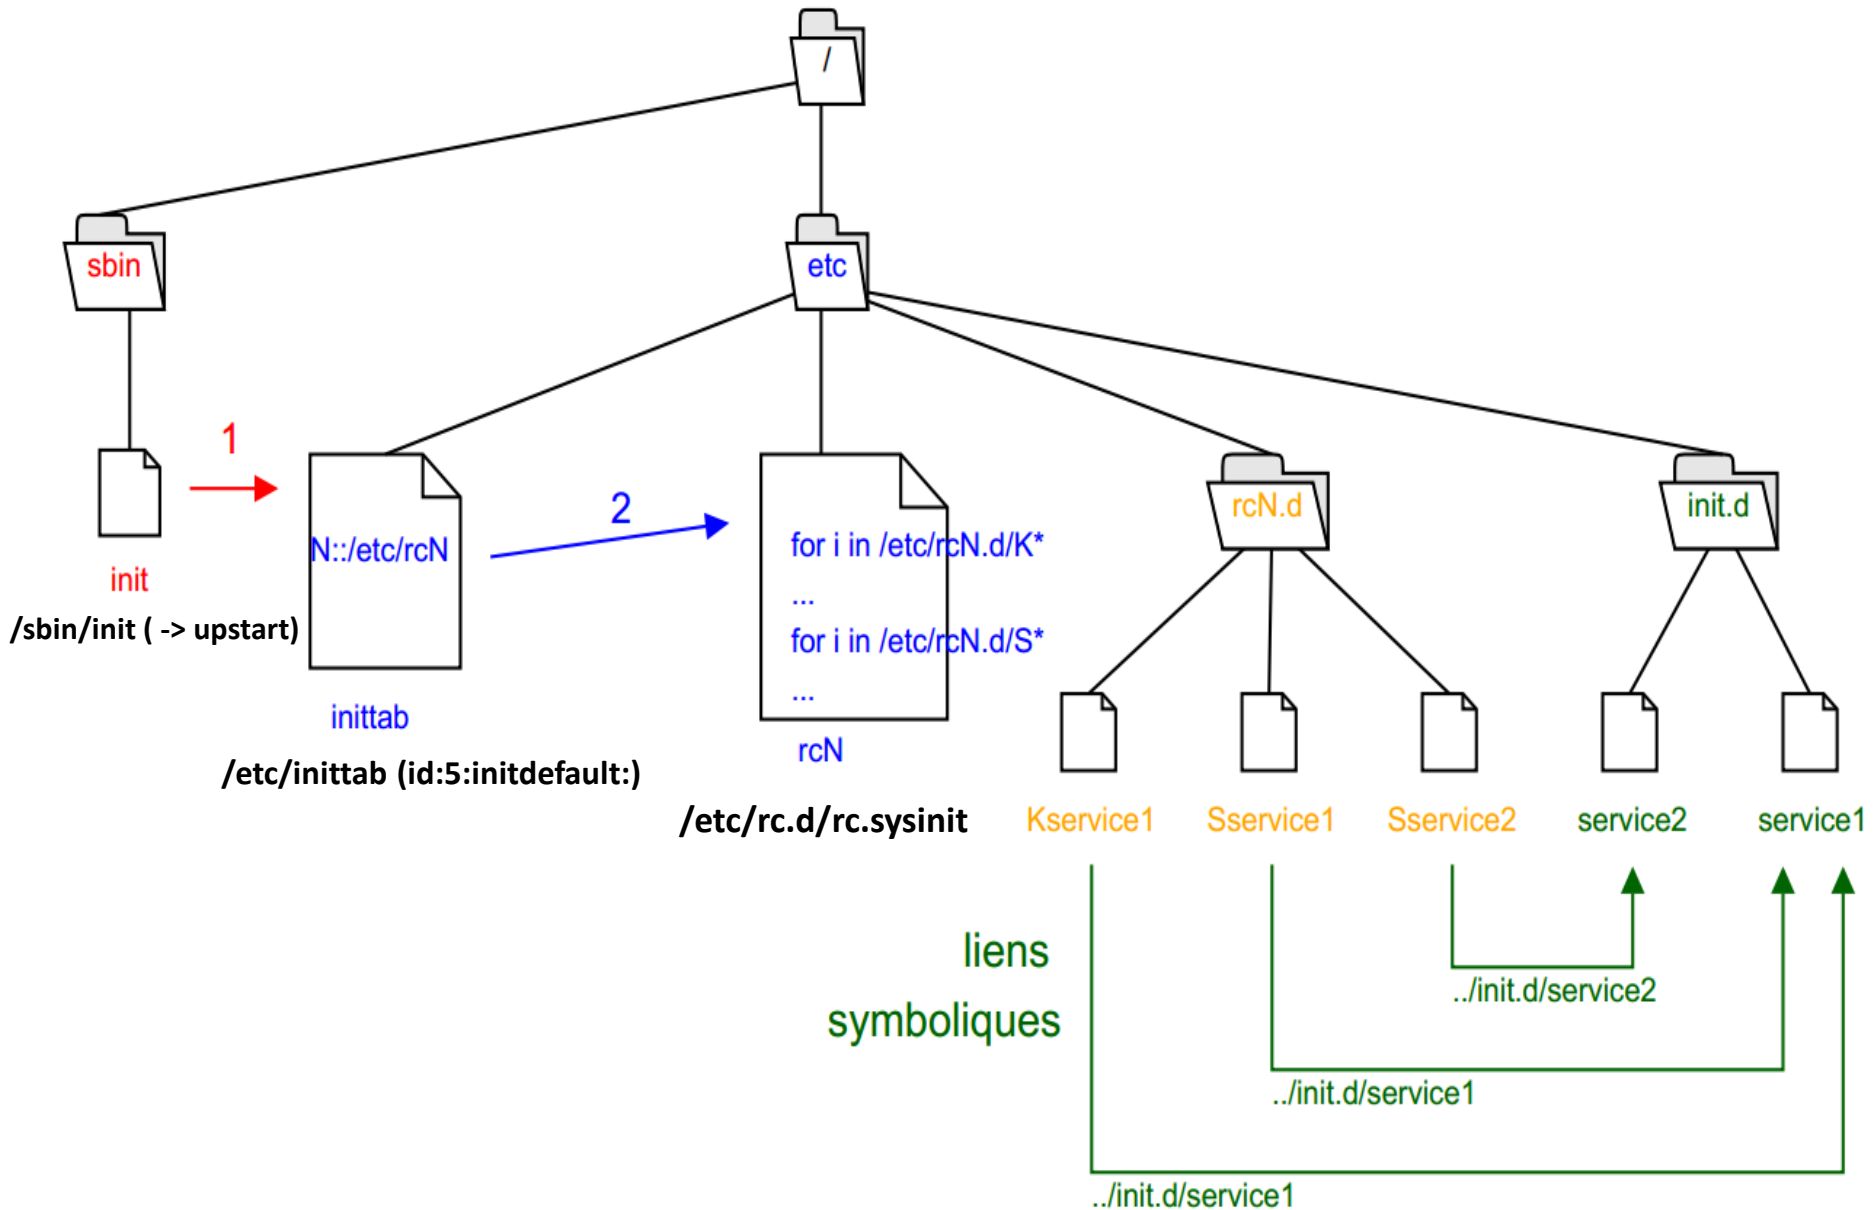 /
sbin
etc
1
2
N::/etc/rcN
for i in /etc/rcN.d/K*
...
for i in /etc/rcN.d/S*
...
rcN.d
init.d
init
/sbin/init ( -> upstart)
inittab
/etc/inittab (id:5:initdefault:)
rcN
/etc/rc.d/rc.sysinit
Kservice1
Sservice1
Sservice2
service2
service1
liens
symboliques
../init.d/service2
../init.d/service1
../init.d/service1